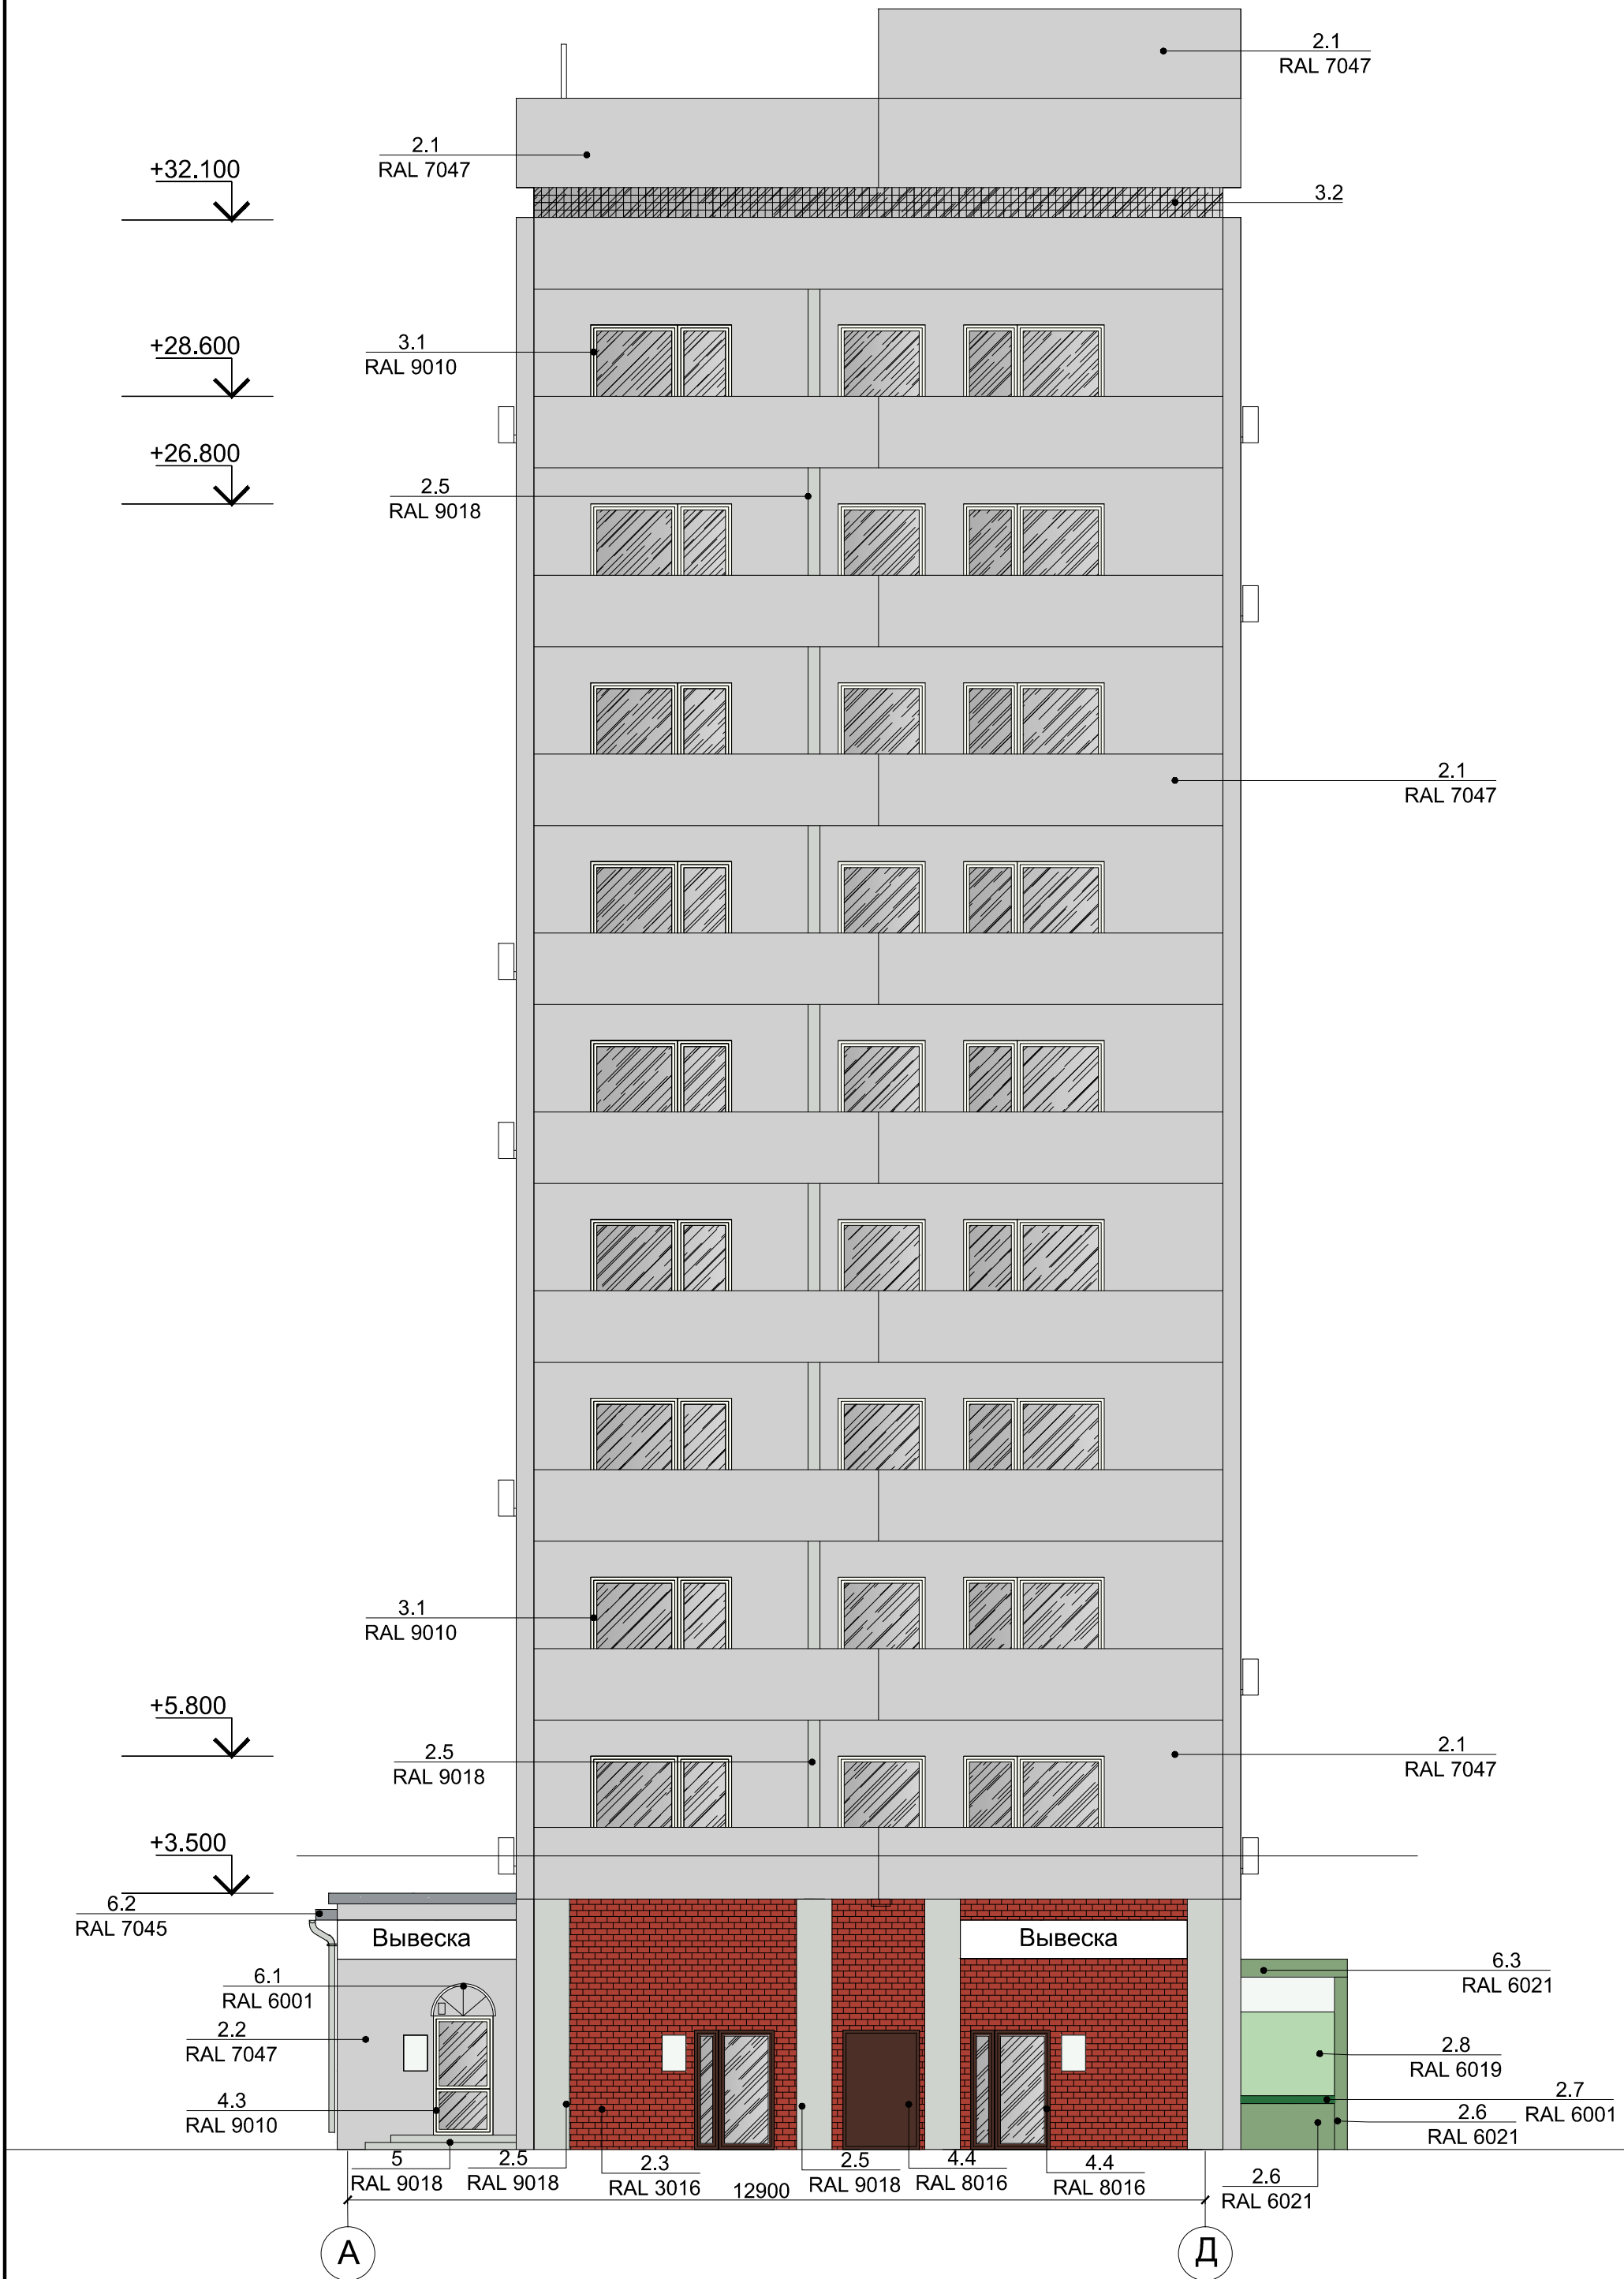 2.1
RAL 7047
2.1
RAL 7047
+32.100
3.2
+28.600
3.1
RAL 9010
+26.800
2.5
RAL 9018
2.1
RAL 7047
3.1
RAL 9010
+5.800
2.5
RAL 9018
2.1
RAL 7047
+3.500
6.2
RAL 7045
Вывеска
Вывеска
6.1
RAL 6001
6.3
RAL 6021
2.2
RAL 7047
2.8
RAL 6019
4.3
RAL 9010
2.7
RAL 6001
2.6
RAL 6021
5
RAL 9018
2.5
RAL 9018
2.3
RAL 3016
12900
2.5
RAL 9018
4.4
RAL 8016
4.4
RAL 8016
2.6
RAL 6021
А
Д